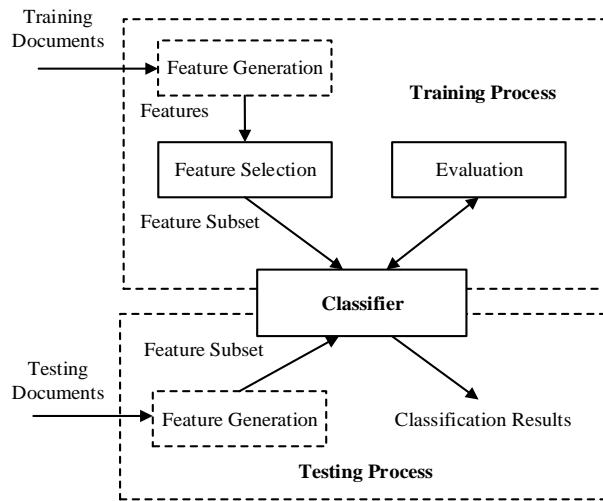 Training
Documents
Feature Generation
Training Process
Features
Feature Selection
Evaluation
Feature Subset
Classifier
Feature Subset
Testing
Documents
Feature Generation
Classification Results
Testing Process